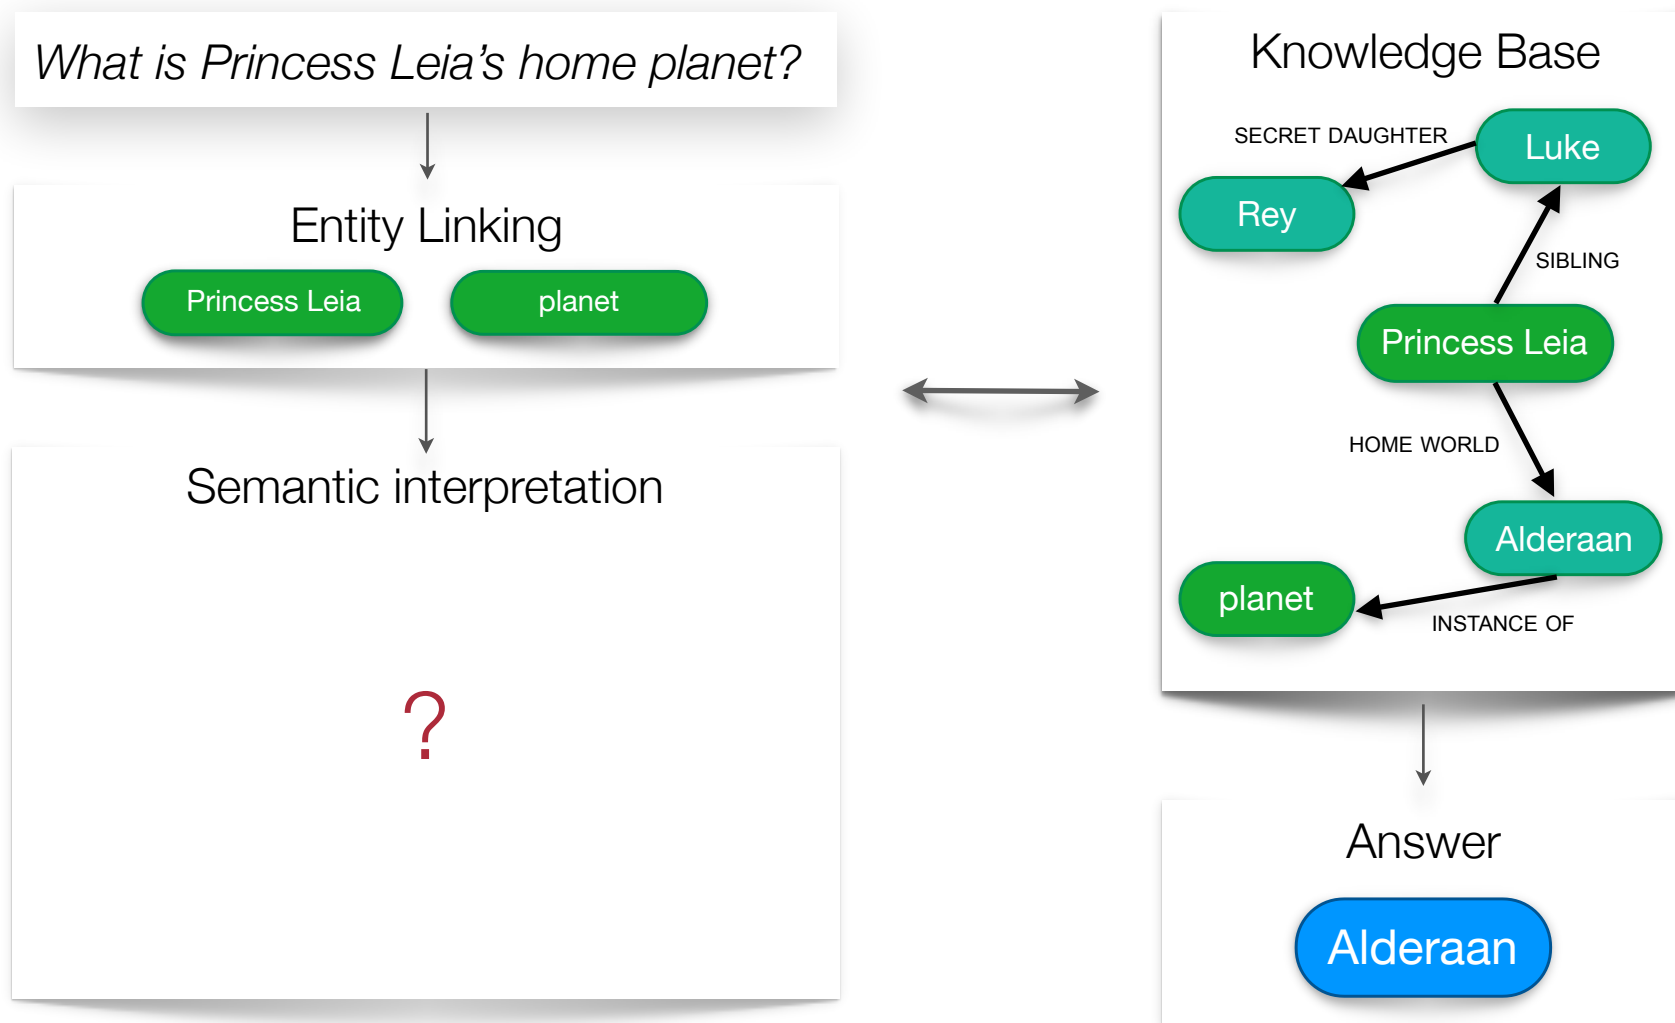 What is Princess Leia's home planet?
Entity Linking
Princess Leia
planet
Semantic interpretation
?
Knowledge Base
SECRET DAUGHTER
Luke
Rey
SIBLING
Princess Leia
HOME WORLD
Alderaan
planet
INSTANCE OF
Answer
Alderaan